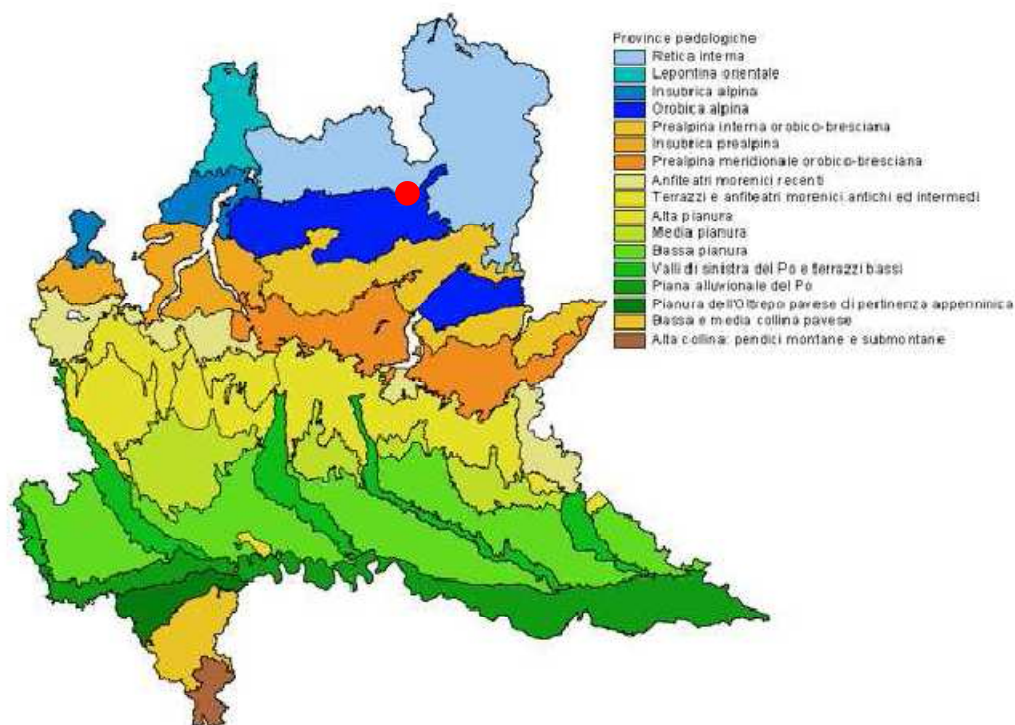 Province pedologiche
Retica interna
Lepontina orientale
Insubrica alpina
Orobica alpina
Prealpina interna orobico-bresciana
Insubrica prealpina
Prealpina meridionale orobico-bresciana
Anfiteatri morenici recenti
Terrazzi e anfiteatri morenici antichi ed intermedi
Alta pianura
Media pianura
Bassa pianura
Valli di sinistra del Po e terrazzi bassi
Piana alluvionale del Po
Pianura dell'Oltrepo pavese di pertinenza appenninica
Bassa e media collina pavese
Alta collina: pendici montane e submontane